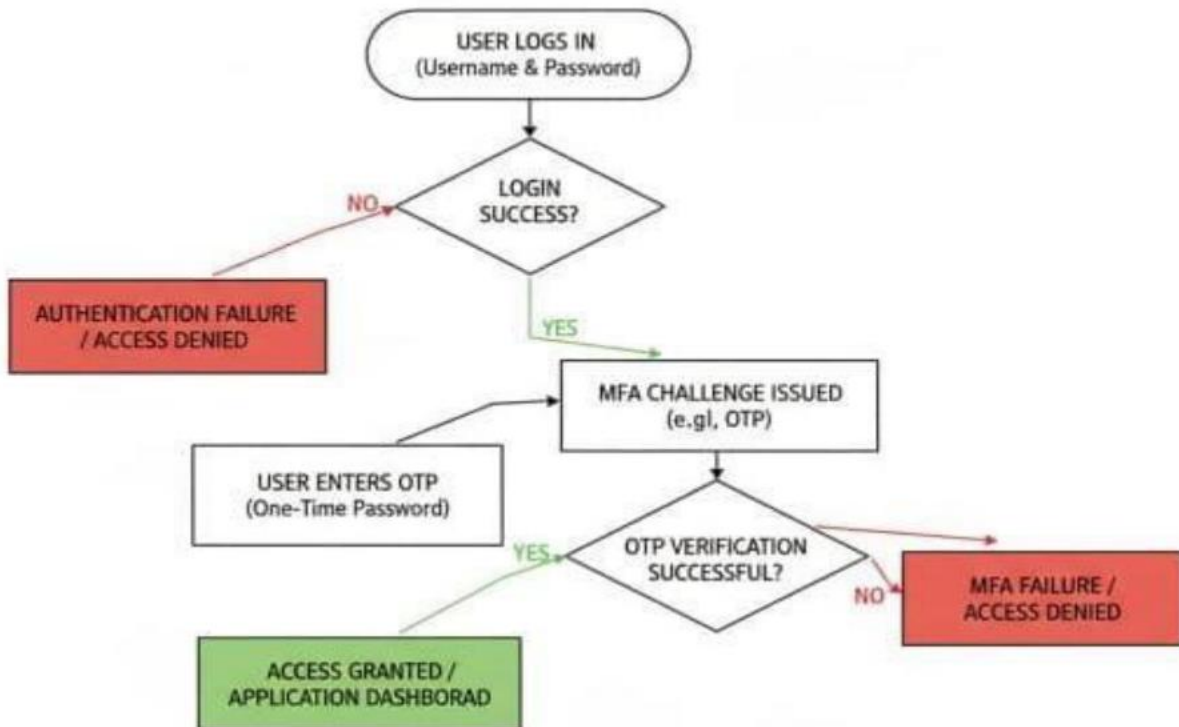 USER LOGS IN
(Username & Password)
LOGIN
SUCCESS?
NO
AUTHENTICATION FAILURE
/ ACCESS DENIED
YES
MFA CHALLENGE ISSUED
(e.gl, OTP)
USER ENTERS OTP
(One-Time Password)
OTP VERIFICATION
SUCCESSFUL?
YES
NO
MFA FAILURE /
ACCESS DENIED
ACCESS GRANTED /
APPLICATION DASHBORAD